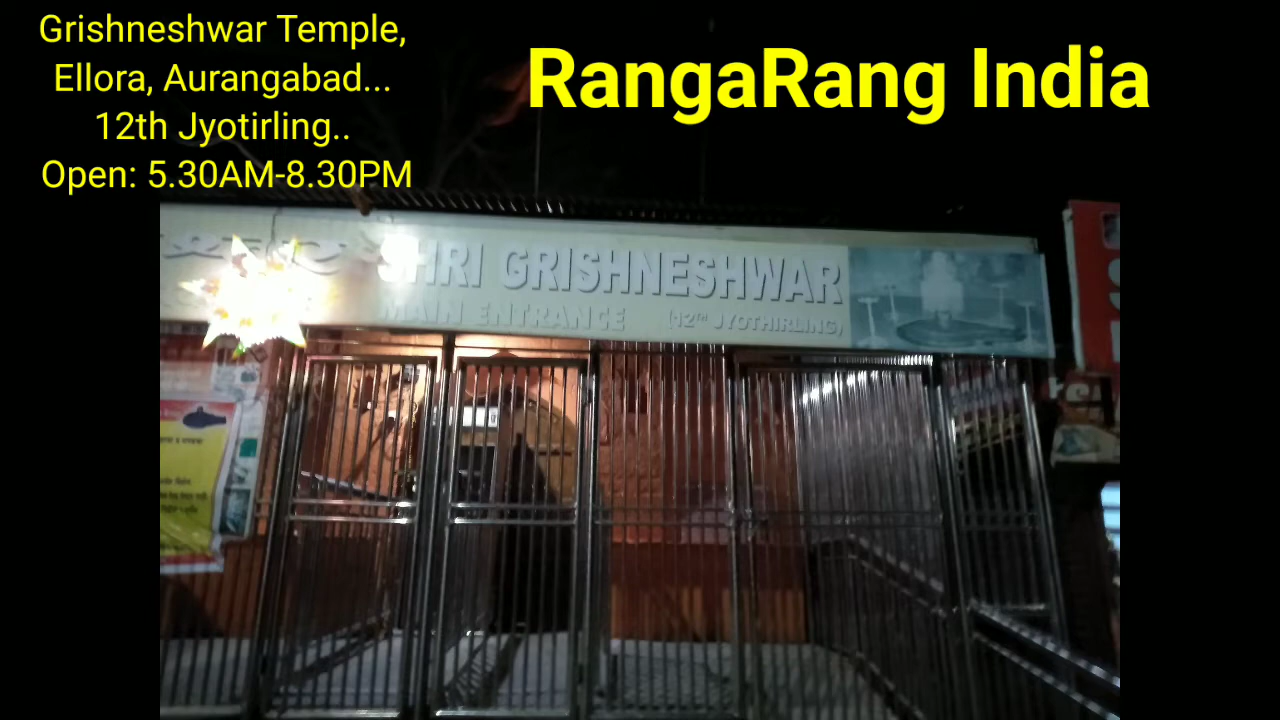 Grishneshwar Temple,
Ellora, Aurangabad...
12th Jyotirling..
Open: 5.30AM-8.30PM
RangaRang India
SHRI GRISHNESHWAR
MAIN ENTRANCE (12TH JYOTHIRLING)